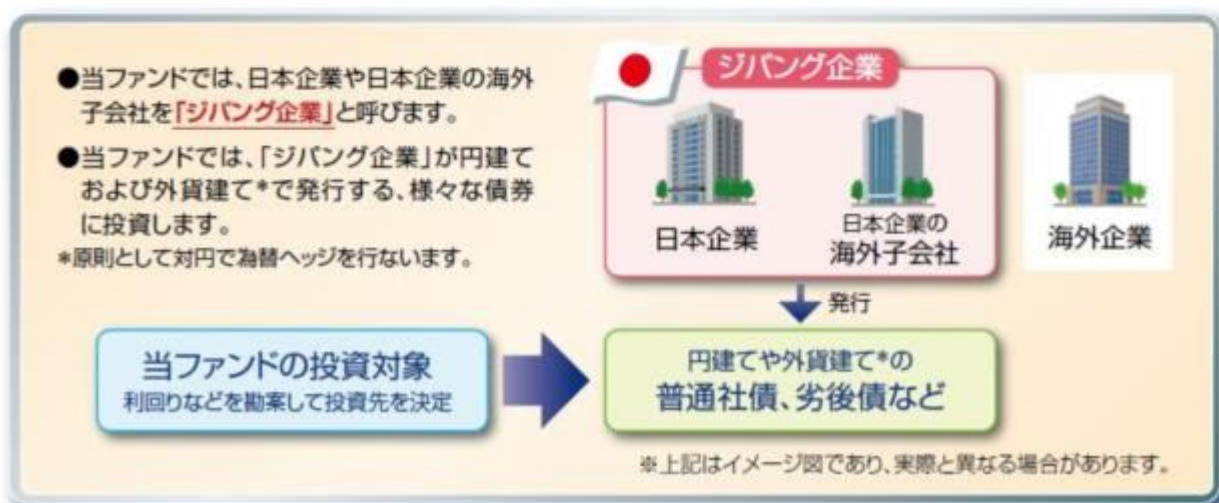 ●当ファンドでは、日本企業や日本企業の海外
子会社を「ジパング企業」と呼びます。
●当ファンドでは、「ジパング企業」が円建て
および外貨建て*で発行する、様々な債券
に投資します。
*原則として対円で為替ヘッジを行ないます。
ジパング企業
日本企業
日本企業の
海外子会社
海外企業
発行
当ファンドの投資対象
利回りなどを勘案して投資先を決定
円建てや外貨建て*の
普通社債、劣後債など
※上記はイメージ図であり、実際と異なる場合があります。